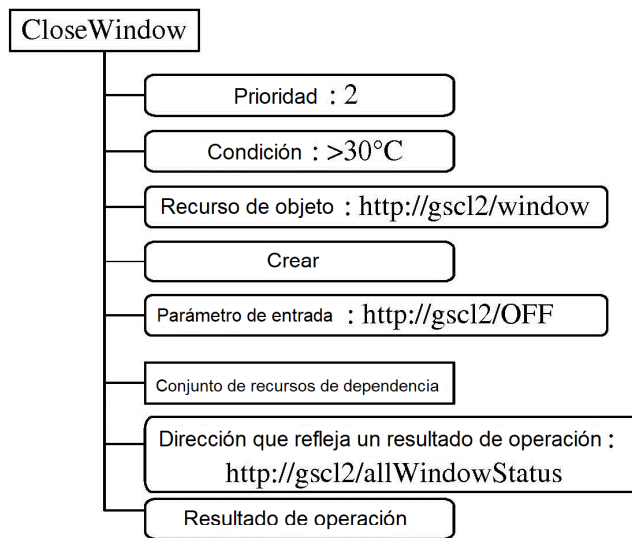 CloseWindow
Prioridad : 2
Condición : >30°C
Recurso de objeto : http://gscl2/window
Crear
Parámetro de entrada : http://gscl2/OFF
Conjunto de recursos de dependencia
Dirección que refleja un resultado de operación :
http://gscl2/allWindowStatus
Resultado de operación